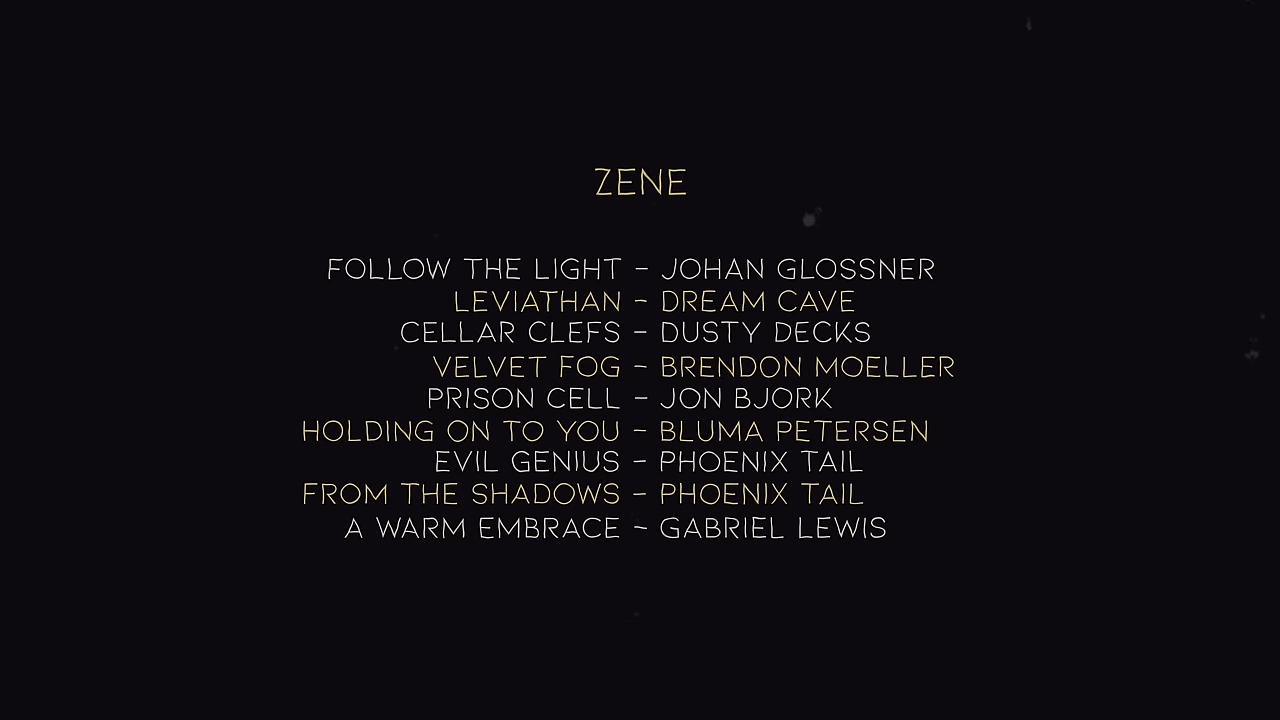 ZENE
FOLLOW THE LIGHT – JOHAN GLOSSNER
LEVIATHAN – DREAM CAVE
CELLAR CLEFS – DUSTY DECKS
VELVET FOG – BRENDON MOELLER
PRISON CELL – JON BJORK
HOLDING ON TO YOU – BLUMA PETERSEN
EVIL GENIUS – PHOENIX TAIL
FROM THE SHADOWS – PHOENIX TAIL
A WARM EMBRACE – GABRIEL LEWIS